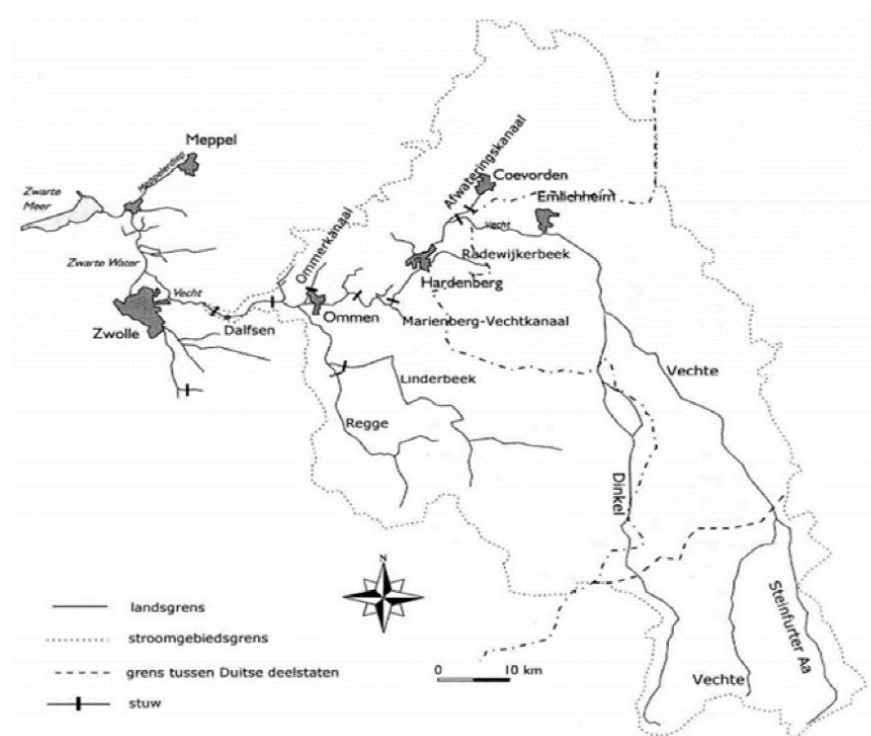 Meppel
Meppelerdiep
Zwarte
Meer
Zwarte Water
Vecht
Zwolle
Dalfsen
Ommerkanaal
Ommen
Afwateringskanaal
Coevorden
Emlichheim
Vecht
Radewijkerbeek
Hardenberg
Marienberg-Vechtkanaal
Linderbeek
Regge
Vechte
Dinkel
Steinfurter Aa
Vechte
N
landsgrens
stroomgebiedsgrens
grens tussen Duitse deelstaten
stuw
0 10 km